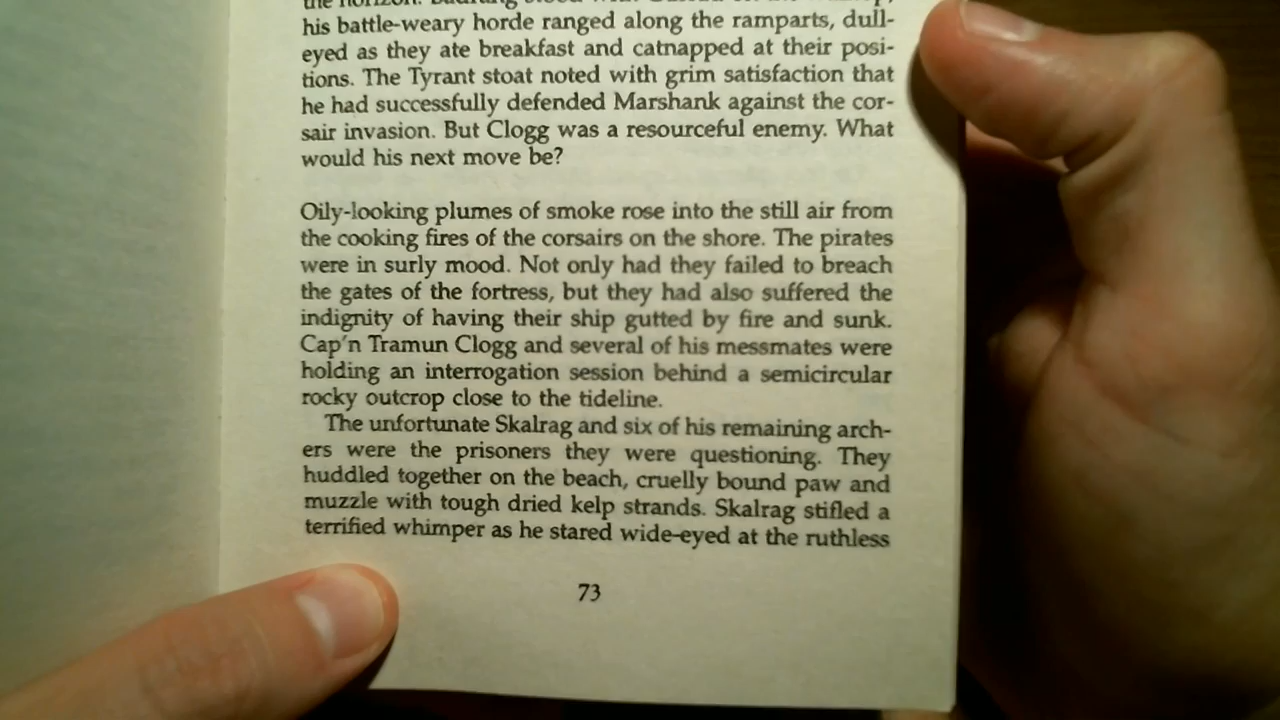 the horizon.
his battle-weary horde ranged along the ramparts, dull-
eyed as they ate breakfast and catnapped at their posi-
tions. The Tyrant stoat noted with grim satisfaction that
he had successfully defended Marshank against the cor-
sair invasion. But Clogg was a resourceful enemy. What
would his next move be?
Oily-looking plumes of smoke rose into the still air from
the cooking fires of the corsairs on the shore. The pirates
were in surly mood. Not only had they failed to breach
the gates of the fortress, but they had also suffered the
indignity of having their ship gutted by fire and sunk.
Cap'n Tramun Clogg and several of his messmates were
holding an interrogation session behind a semicircular
rocky outcrop close to the tideline.
The unfortunate Skalrag and six of his remaining arch-
ers were the prisoners they were questioning. They
huddled together on the beach, cruelly bound paw and
muzzle with tough dried kelp strands. Skalrag stifled a
terrified whimper as he stared wide-eyed at the ruthless
73